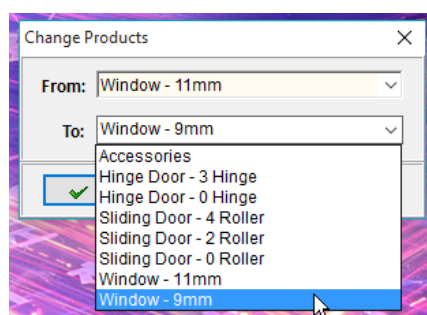 Change Products
From: Window - 11mm
To: Window - 9mm
Accessories
Hinge Door - 3 Hinge
Hinge Door - 0 Hinge
Sliding Door - 4 Roller
Sliding Door - 2 Roller
Sliding Door - 0 Roller
Window - 11mm
Window - 9mm